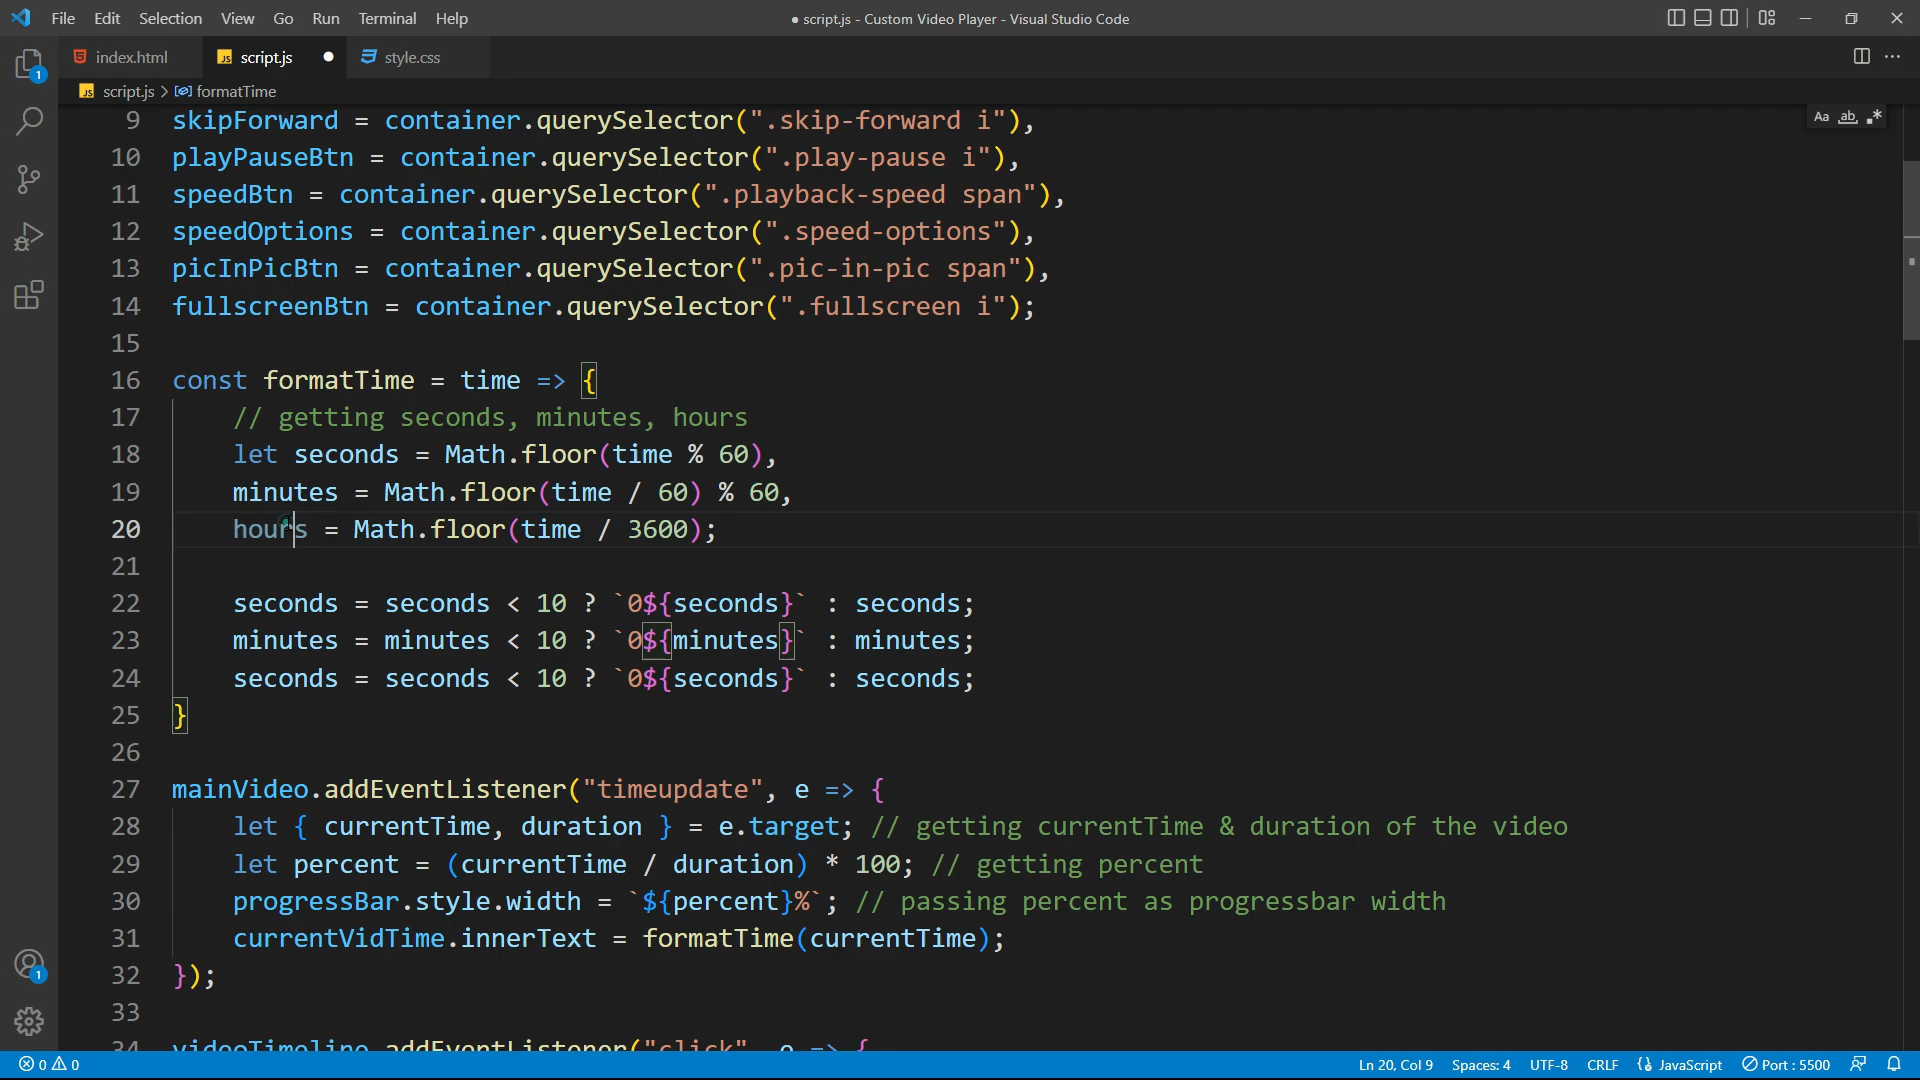 File Edit Selection View Go Run Terminal Help
● script.js - Custom Video Player - Visual Studio Code
index.html script.js style.css
script.js > formatTime
Aa ab
9 skipForward = container.querySelector(".skip-forward i"),
10 playPauseBtn = container.querySelector(".play-pause i"),
11 speedBtn = container.querySelector(".playback-speed span"),
12 speedOptions = container.querySelector(".speed-options"),
13 picInPicBtn = container.querySelector(".pic-in-pic span"),
14 fullscreenBtn = container.querySelector(".fullscreen i");
15
16 const formatTime = time => {
17     // getting seconds, minutes, hours
18     let seconds = Math.floor(time % 60),
19     minutes = Math.floor(time / 60) % 60,
20     hours = Math.floor(time / 3600);
21
22     seconds = seconds < 10 ? `0${seconds}` : seconds;
23     minutes = minutes < 10 ? `0${minutes}` : minutes;
24     seconds = seconds < 10 ? `0${seconds}` : seconds;
25 }
26
27 mainVideo.addEventListener("timeupdate", e => {
28     let { currentTime, duration } = e.target; // getting currentTime & duration of the video
29     let percent = (currentTime / duration) * 100; // getting percent
30     progressBar.style.width = `${percent}%`; // passing percent as progressbar width
31     currentVidTime.innerText = formatTime(currentTime);
32 });
33
34 videoTimeline.addEventListener("click", e => {
0 0 Ln 20, Col 9 Spaces: 4 UTF-8 CRLF JavaScript Port : 5500